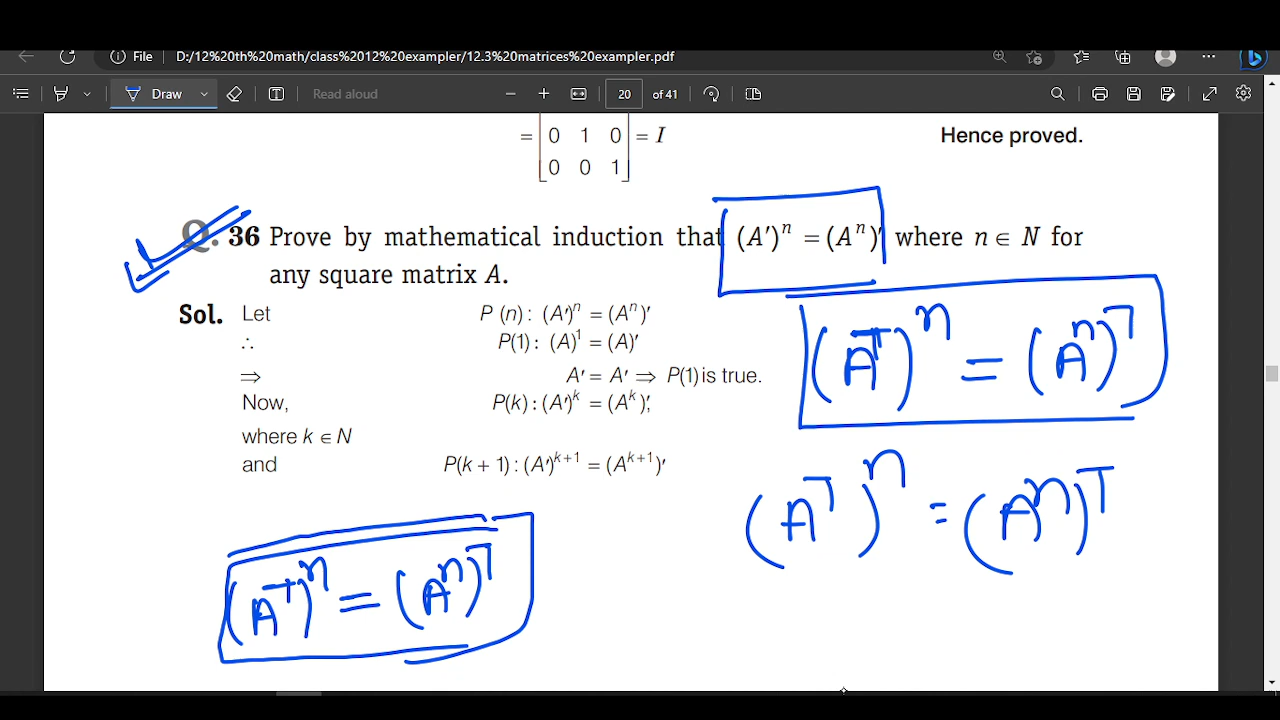 File | D:/12%20th%20math/class%2012%20exampler/12.3%20matrices%20exampler.pdf
Draw Read aloud 20 of 41
= [0 1 0] = I Hence proved.
0 0 1
Q. 36 Prove by mathematical induction that (A′)ⁿ = (Aⁿ)′ where n ∈ N for
any square matrix A.
Sol. Let P (n) : (A′)ⁿ = (Aⁿ)′
∴ P(1) : (A)¹ = (A)′
⇒ A′ = A′ ⇒ P(1) is true.
Now, P(k) : (A′)ᵏ = (Aᵏ)′,
where k ∈ N
and P(k + 1) : (A′)ᵏ⁺¹ = (Aᵏ⁺¹)′
(Aᵀ)ⁿ = (Aⁿ)ᵀ
(Aᵀ)ⁿ = (Aⁿ)ᵀ
(Aᵀ)ⁿ = (Aⁿ)ᵀ